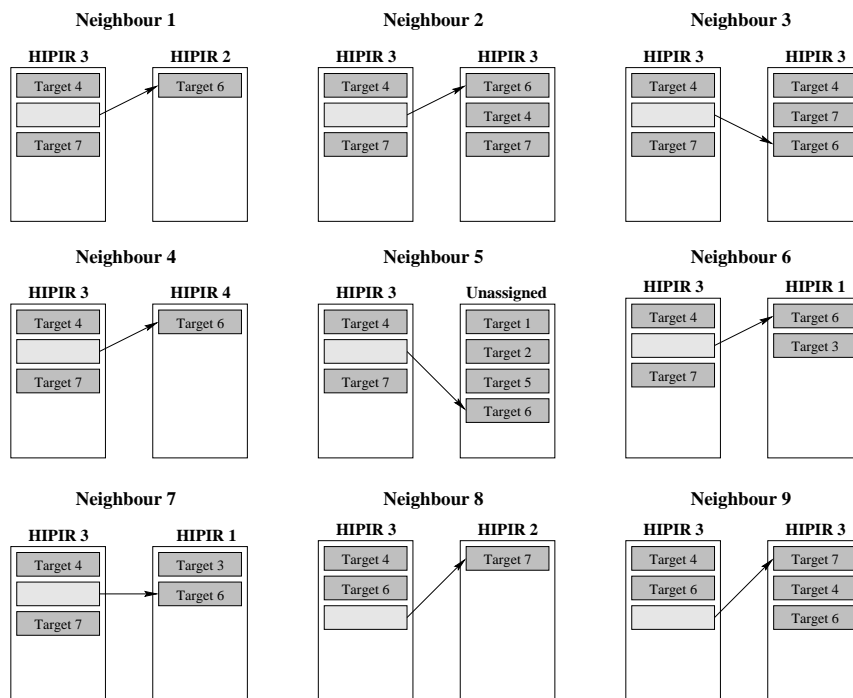 Neighbour 1
HIPIR 3
HIPIR 2
Target 4
Target 7
Target 6
Neighbour 2
HIPIR 3
HIPIR 3
Target 4
Target 7
Target 6
Target 4
Target 7
Neighbour 3
HIPIR 3
HIPIR 3
Target 4
Target 7
Target 4
Target 7
Target 6
Neighbour 4
HIPIR 3
HIPIR 4
Target 4
Target 7
Target 6
Neighbour 5
HIPIR 3
Unassigned
Target 4
Target 7
Target 1
Target 2
Target 5
Target 6
Neighbour 6
HIPIR 3
HIPIR 1
Target 4
Target 7
Target 6
Target 3
Neighbour 7
HIPIR 3
HIPIR 1
Target 4
Target 7
Target 3
Target 6
Neighbour 8
HIPIR 3
HIPIR 2
Target 4
Target 6
Target 7
Neighbour 9
HIPIR 3
HIPIR 3
Target 4
Target 6
Target 7
Target 4
Target 6